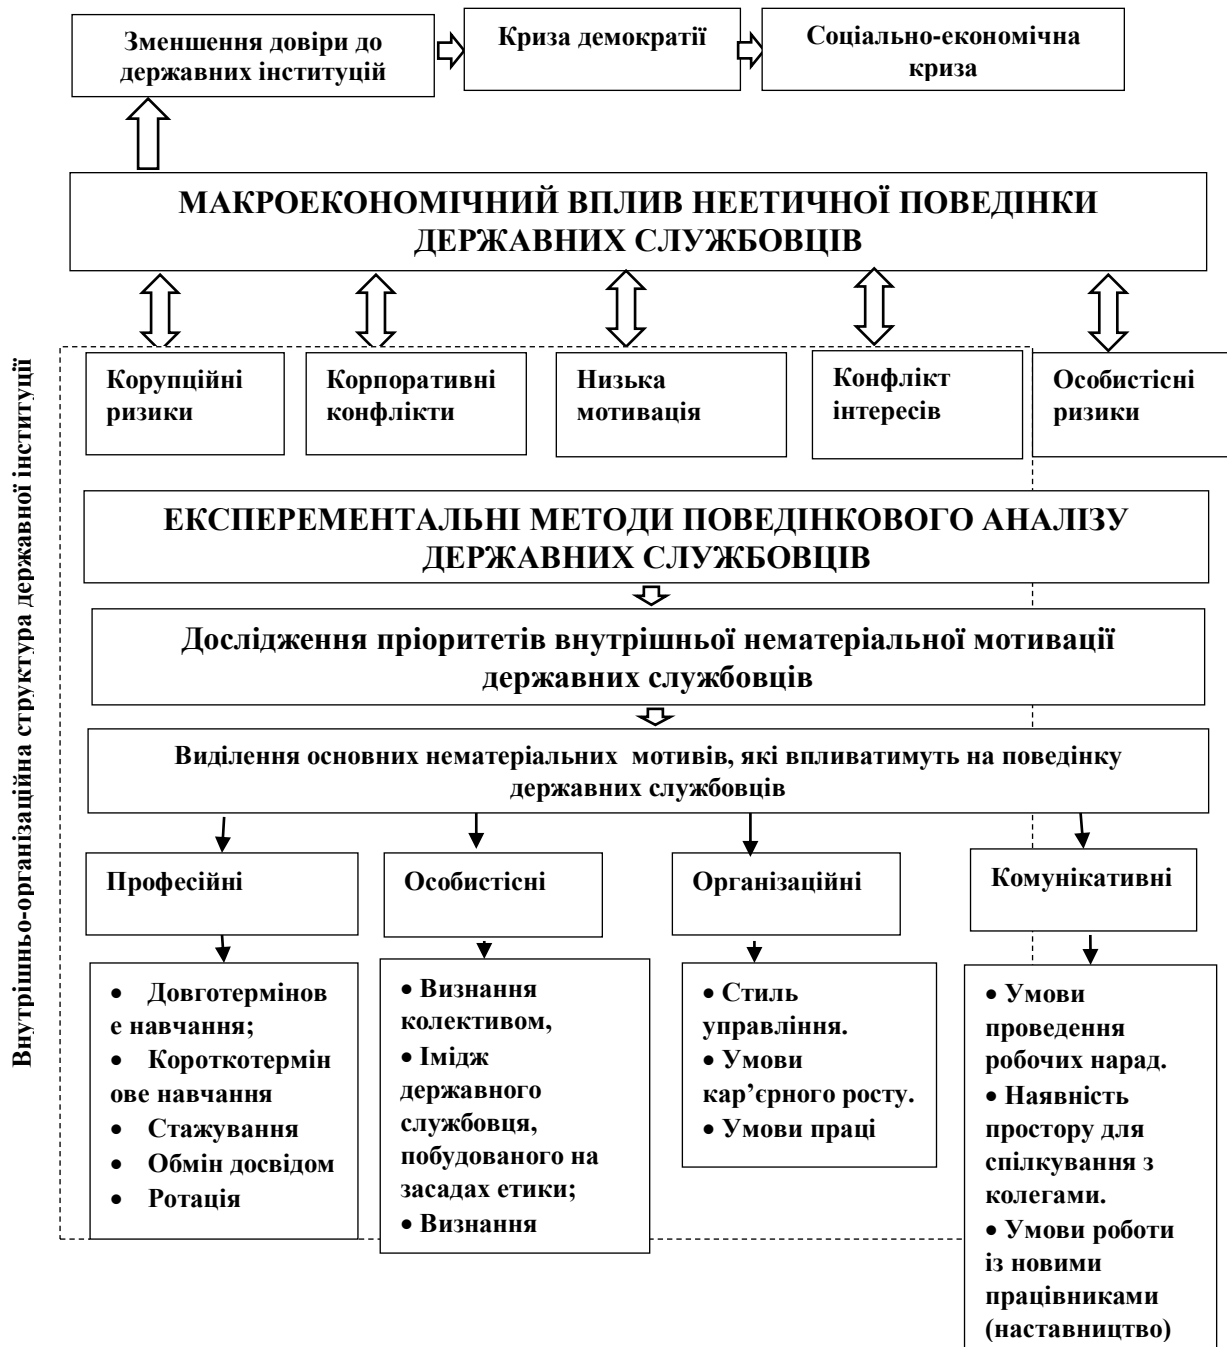 Зменшення довіри до
державних інституцій
Криза демократії
Соціально-економічна
криза
МАКРОЕКОНОМІЧНИЙ ВПЛИВ НЕЕТИЧНОЇ ПОВЕДІНКИ
ДЕРЖАВНИХ СЛУЖБОВЦІВ
Внутрішньо-організаційна структура державної інституції
Корупційні
ризики
Корпоративні
конфлікти
Низька
мотивація
Конфлікт
інтересів
Особистісні
ризики
ЕКСПЕРЕМЕНТАЛЬНІ МЕТОДИ ПОВЕДІНКОВОГО АНАЛІЗУ
ДЕРЖАВНИХ СЛУЖБОВЦІВ
Дослідження пріоритетів внутрішньої нематеріальної мотивації
державних службовців
Виділення основних нематеріальних мотивів, які впливатимуть на поведінку
державних службовців
Професійні
Особистісні
Організаційні
Комунікативні
• Довготермінов
е навчання;
• Короткотермін
ове навчання
• Стажування
• Обмін досвідом
• Ротація
• Визнання
колективом,
• Імідж
державного
службовця,
побудованого на
засадах етики;
• Визнання
• Стиль
управління.
• Умови
кар’єрного росту.
• Умови праці
• Умови
проведення
робочих нарад.
• Наявність
простору для
спілкування з
колегами.
• Умови роботи
із новими
працівниками
(наставництво)